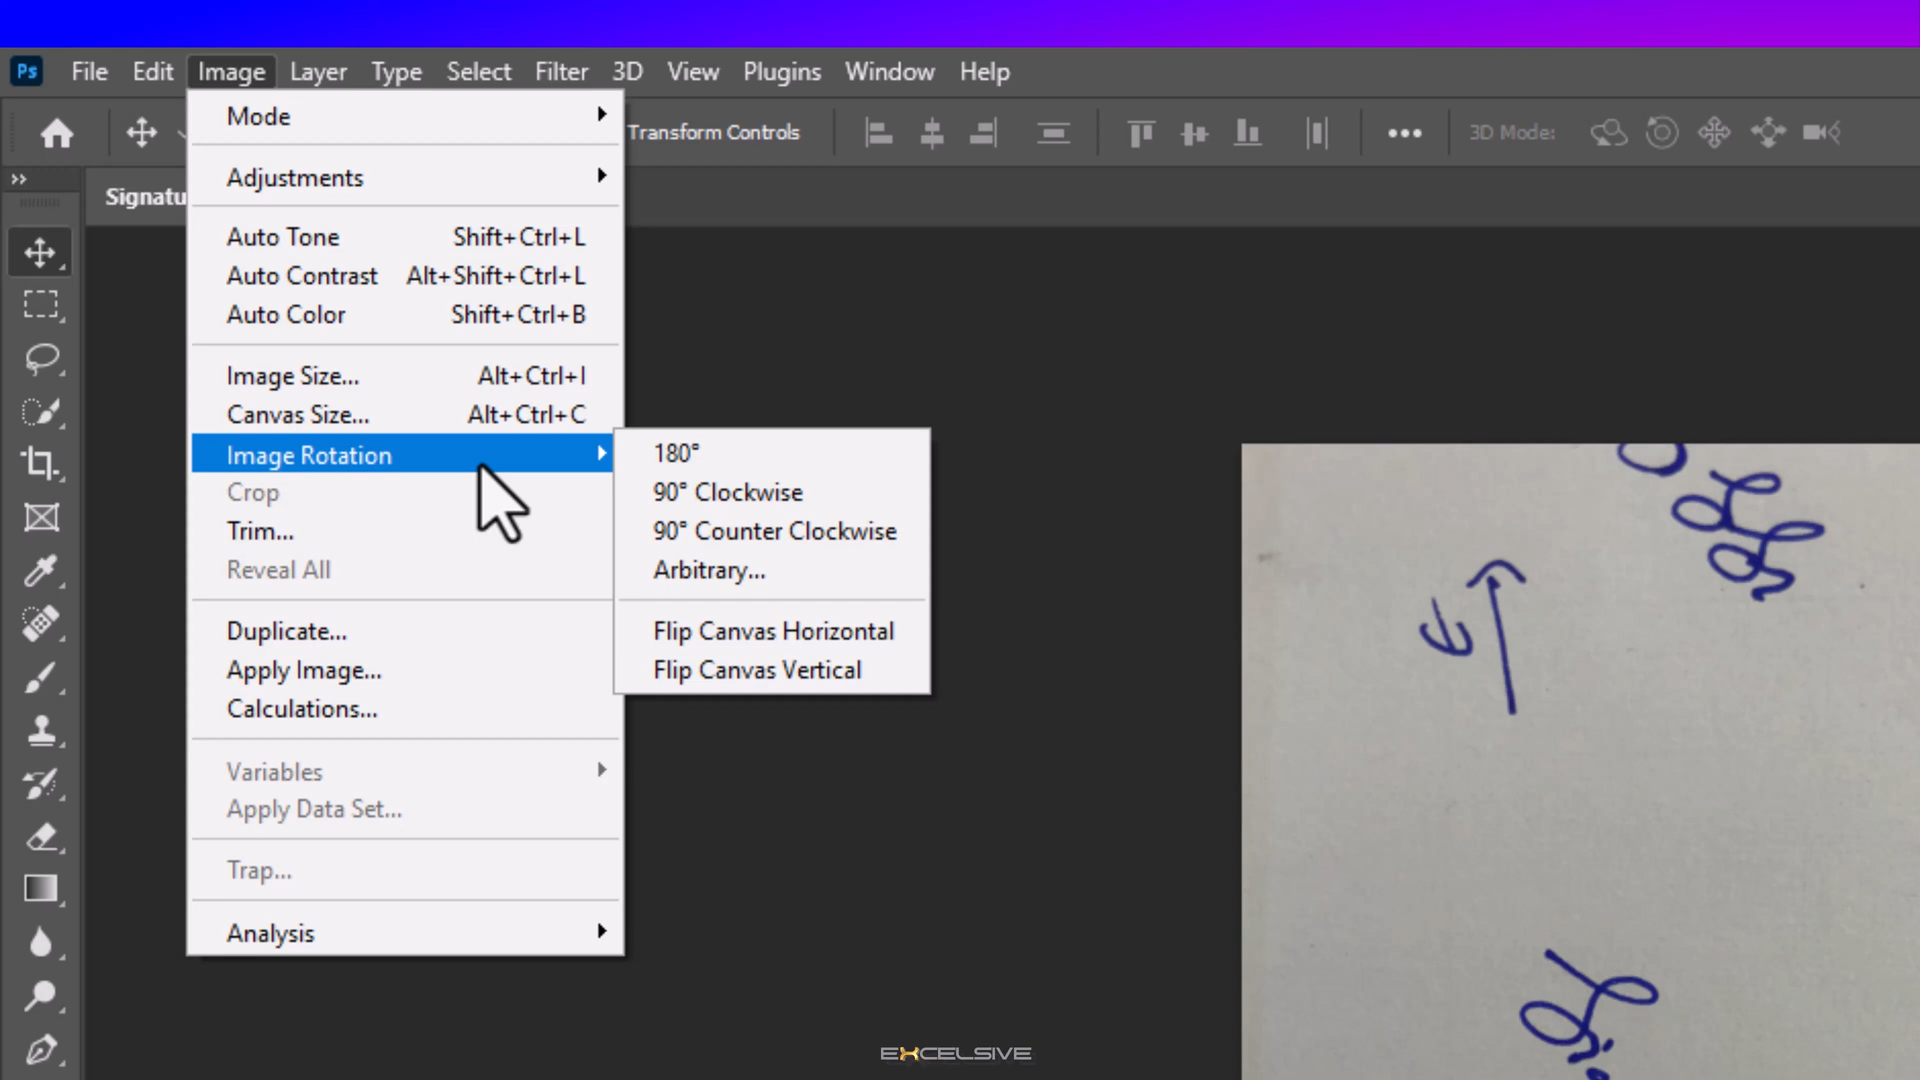 Ps File Edit Image Layer Type Select Filter 3D View Plugins Window Help
Transform Controls 3D Mode:
Signatu
Mode
Adjustments
Auto Tone Shift+Ctrl+L
Auto Contrast Alt+Shift+Ctrl+L
Auto Color Shift+Ctrl+B
Image Size... Alt+Ctrl+I
Canvas Size... Alt+Ctrl+C
Image Rotation
Crop
Trim...
Reveal All
Duplicate...
Apply Image...
Calculations...
Variables
Apply Data Set...
Trap...
Analysis
180°
90° Clockwise
90° Counter Clockwise
Arbitrary...
Flip Canvas Horizontal
Flip Canvas Vertical
EXCELSIVE